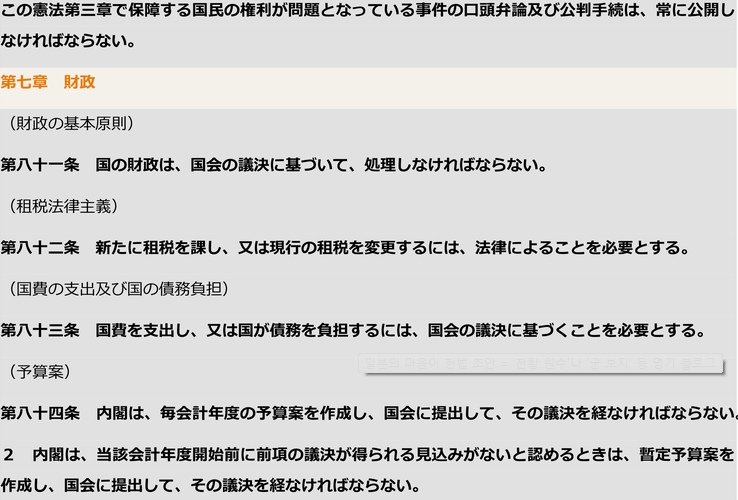 この憲法第三章で保障する国民の権利が問題となっている事件の口頭弁論及び公判手続は、常に公開し
なければならない。
第七章　財政
（財政の基本原則）
第八十一条　国の財政は、国会の議決に基づいて、処理しなければならない。
（租税法律主義）
第八十二条　新たに租税を課し、又は現行の租税を変更するには、法律によることを必要とする。
（国費の支出及び国の債務負担）
第八十三条　国費を支出し、又は国が債務を負担するには、国会の議決に基づくことを必要とする。
（予算案）
第八十四条　内閣は、毎会計年度の予算案を作成し、国会に提出して、その議決を経なければならない。
２　内閣は、当該会計年度開始前に前項の議決が得られる見込みがないと認めるときは、暫定予算案を
作成し、国会に提出して、その議決を経なければならない。